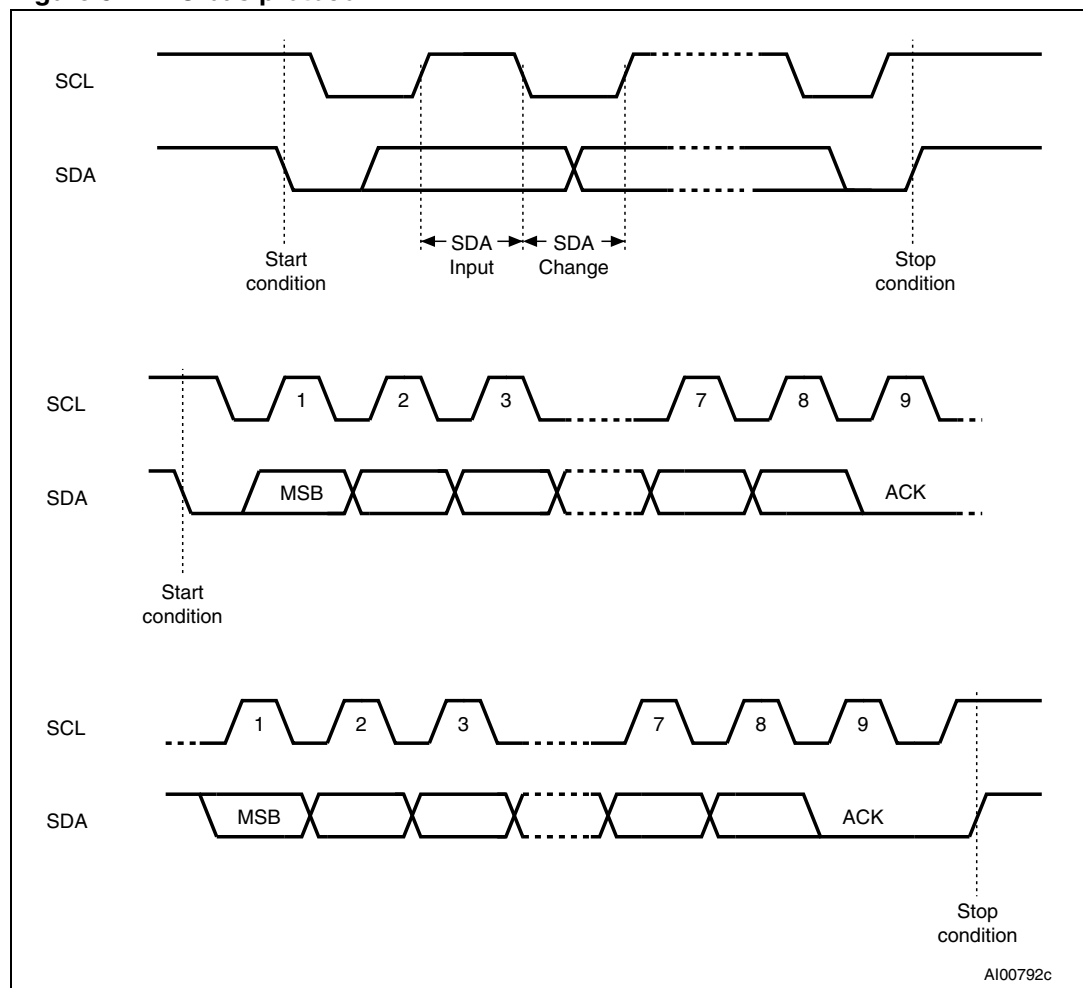 SCL
SDA
SDA
Input
SDA
Change
Start
condition
Stop
condition
SCL
1 2 3 7 8 9
SDA
MSB
ACK
Start
condition
SCL
1 2 3 7 8 9
SDA
MSB
ACK
Stop
condition
AI00792c